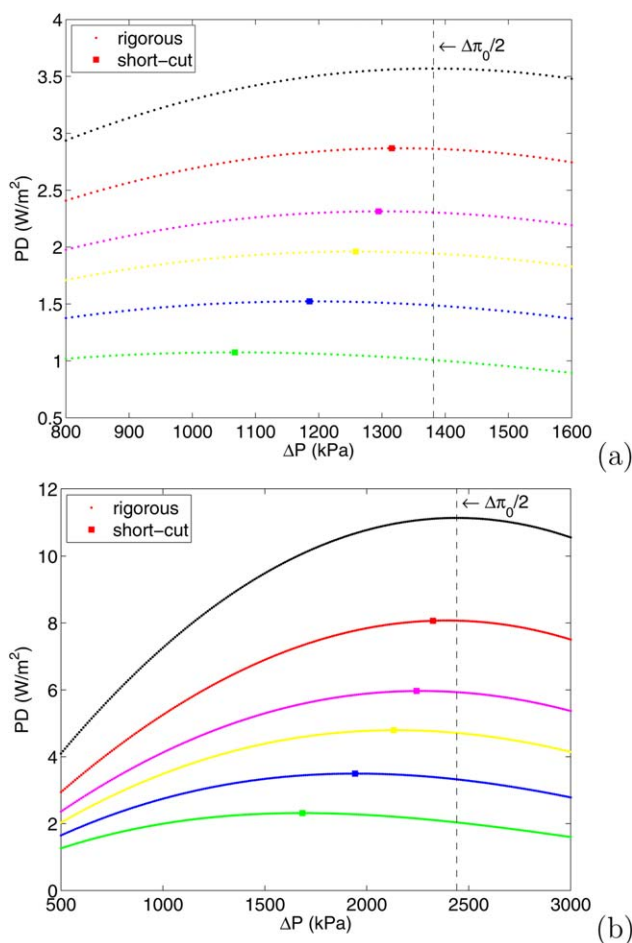 4
3.5
3
2.5
2
1.5
1
0.5
PD (W/m²)
rigorous
short-cut
← Δπ₀/2
800 900 1000 1100 1200 1300 1400 1500 1600
ΔP (kPa)
(a)
12
10
8
6
4
2
0
PD (W/m²)
rigorous
short-cut
← Δπ₀/2
500 1000 1500 2000 2500 3000
ΔP (kPa)
(b)